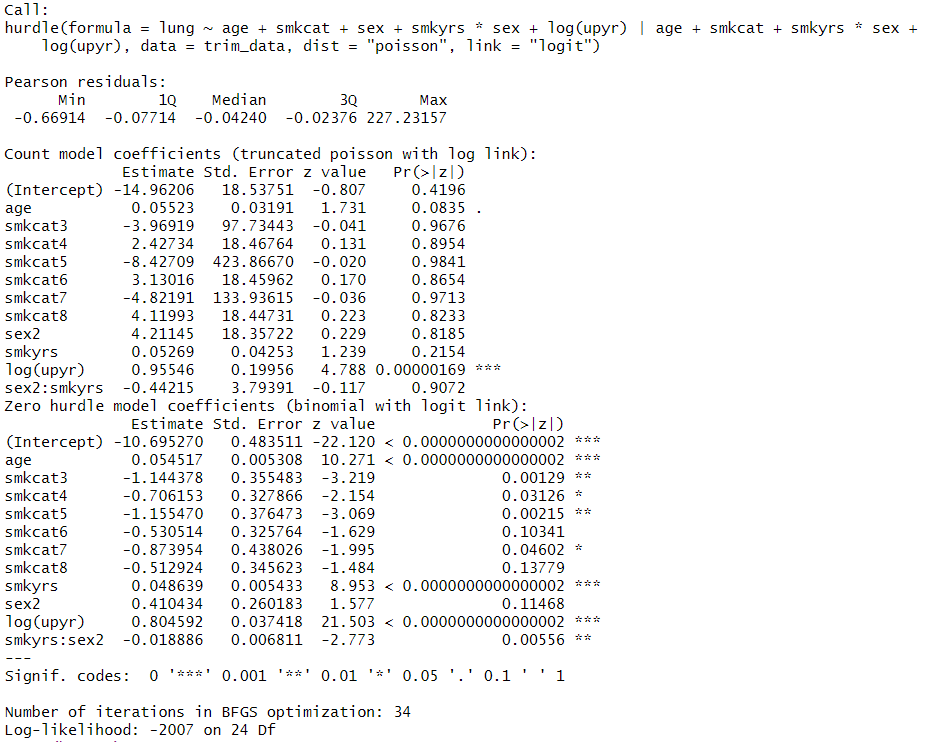 Call:
hurdle(formula = lung ~ age + smkcat + sex + smkyrs * sex + log(upyr) | age + smkcat + smkyrs * sex +
    log(upyr), data = trim_data, dist = "poisson", link = "logit")

Pearson residuals:
      Min        1Q    Median        3Q       Max
 -0.66914  -0.07714  -0.04240  -0.02376 227.23157

Count model coefficients (truncated poisson with log link):
             Estimate Std. Error z value   Pr(>|z|)
(Intercept) -14.96206   18.53751  -0.807     0.4196
age           0.05523    0.03191   1.731     0.0835 .
smkcat3      -3.96919   97.73443  -0.041     0.9676
smkcat4       2.42734   18.46764   0.131     0.8954
smkcat5      -8.42709  423.86670  -0.020     0.9841
smkcat6       3.13016   18.45962   0.170     0.8654
smkcat7      -4.82191  133.93615  -0.036     0.9713
smkcat8       4.11993   18.44731   0.223     0.8233
sex2          4.21145   18.35722   0.229     0.8185
smkyrs        0.05269    0.04253   1.239     0.2154
log(upyr)     0.95546    0.19956   4.788 0.00000169 ***
sex2:smkyrs  -0.44215    3.79391  -0.117     0.9072
Zero hurdle model coefficients (binomial with logit link):
              Estimate Std. Error z value             Pr(>|z|)
(Intercept) -10.695270   0.483511 -22.120 < 0.0000000000000002 ***
age           0.054517   0.005308  10.271 < 0.0000000000000002 ***
smkcat3      -1.144378   0.355483  -3.219              0.00129 **
smkcat4      -0.706153   0.327866  -2.154              0.03126 *
smkcat5      -1.155470   0.376473  -3.069              0.00215 **
smkcat6      -0.530514   0.325764  -1.629              0.10341
smkcat7      -0.873954   0.438026  -1.995              0.04602 *
smkcat8      -0.512924   0.345623  -1.484              0.13779
smkyrs        0.048639   0.005433   8.953 < 0.0000000000000002 ***
sex2          0.410434   0.260183   1.577              0.11468
log(upyr)     0.804592   0.037418  21.503 < 0.0000000000000002 ***
smkyrs:sex2  -0.018886   0.006811  -2.773              0.00556 **
---
Signif. codes:  0 '***' 0.001 '**' 0.01 '*' 0.05 '.' 0.1 ' ' 1

Number of iterations in BFGS optimization: 34
Log-likelihood: -2007 on 24 Df